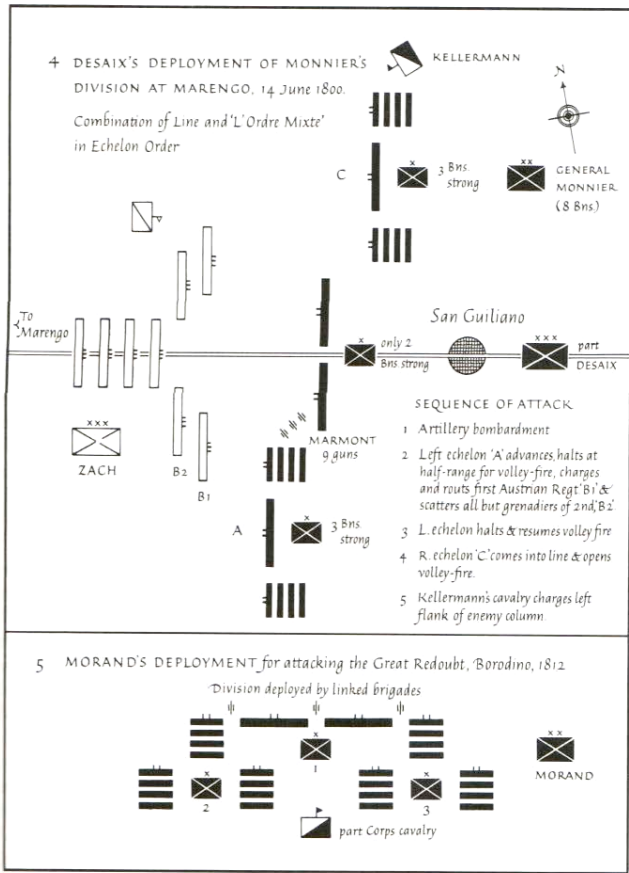 4 DESAIX'S DEPLOYMENT OF MONNIER'S
DIVISION AT MARENGO, 14 June 1800.
Combination of Line and 'L'Ordre Mixte'
in Echelon Order
KELLERMANN
N
C
x
3 Bns.
strong
xx
GENERAL
MONNIER
(8 Bns.)
To
Marengo
x
only 2
Bns strong
San Guiliano
xxx
part
DESAIX
xxx
ZACH
B2
B1
MARMONT
9 guns
A
x
3 Bns.
strong
SEQUENCE OF ATTACK
1 Artillery bombardment
2 Left echelon 'A' advances, halts at
half-range for volley-fire, charges
and routs first Austrian Regt 'B1' &
scatters all but grenadiers of 2nd, 'B2'.
3 L. echelon halts & resumes volley fire
4 R. echelon 'C' comes into line & opens
volley-fire.
5 Kellermann's cavalry charges left
flank of enemy column.
5 MORAND'S DEPLOYMENT for attacking the Great Redoubt, Borodino, 1812
Division deployed by linked brigades
x
1
x
2
x
3
xx
MORAND
part Corps cavalry